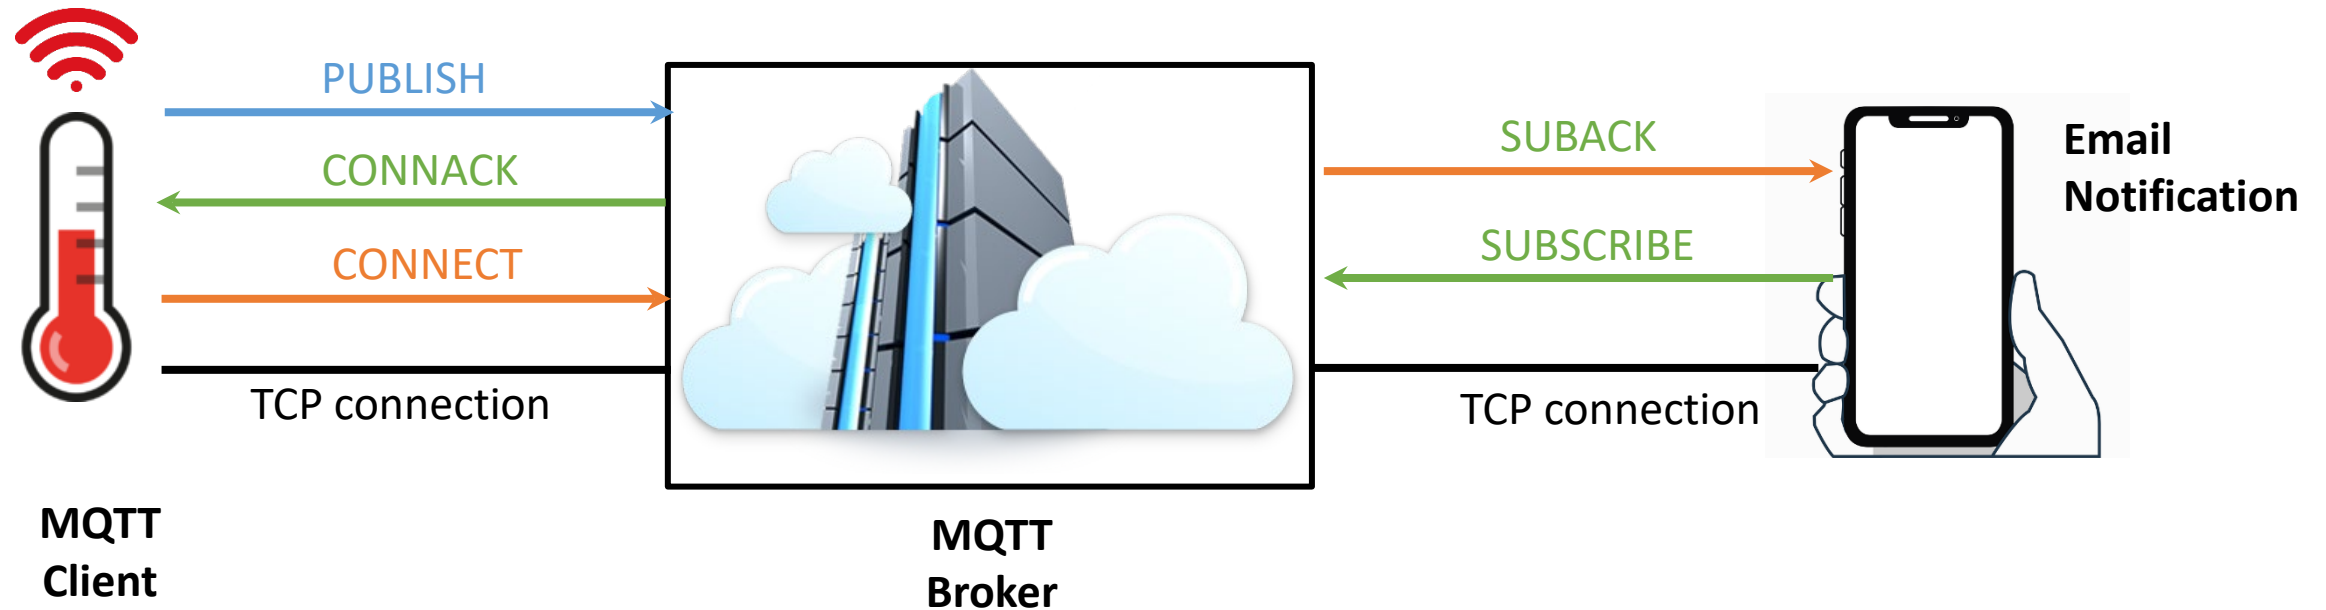 PUBLISH
CONNACK
CONNECT
TCP connection
MQTT
Client
MQTT
Broker
SUBACK
SUBSCRIBE
TCP connection
Email
Notification